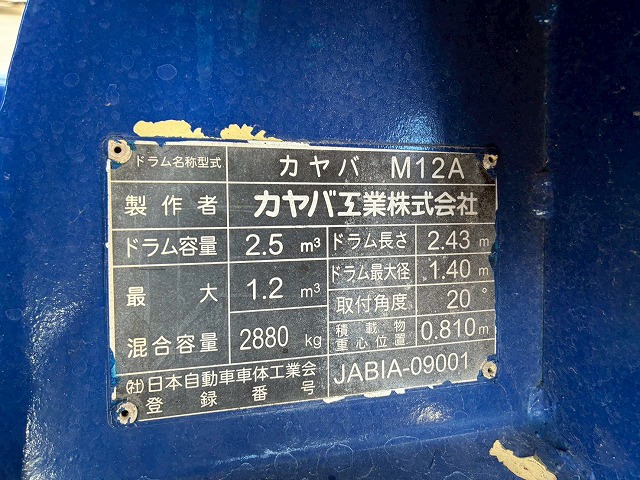 ドラム名称型式 カヤバ M12A
製作者 カヤバ工業株式会社
ドラム容量 2.5 m³ ドラム長さ 2.43 m
最大混合容量 1.2 m³ ドラム最大径 1.40 m
2880 kg 取付角度 20°
積載物重心位置 0.810 m
(社)日本自動車車体工業会
登録番号 JABIA-09001